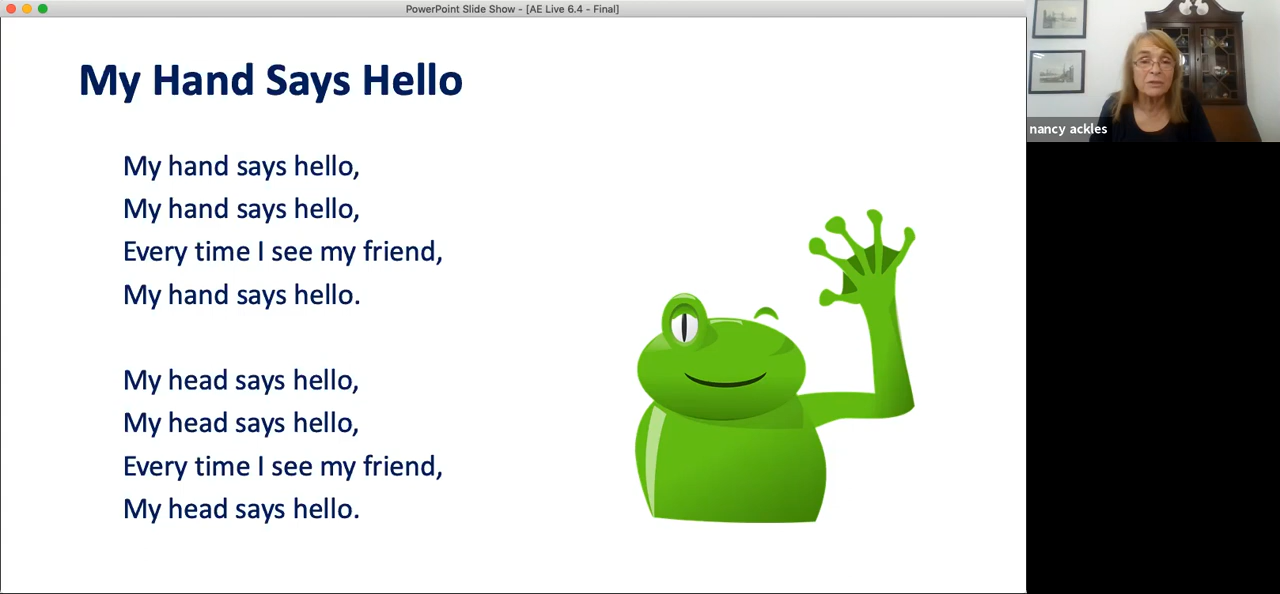 PowerPoint Slide Show - [AE Live 6.4 - Final]
My Hand Says Hello
My hand says hello,
My hand says hello,
Every time I see my friend,
My hand says hello.
My head says hello,
My head says hello,
Every time I see my friend,
My head says hello.
nancy ackles